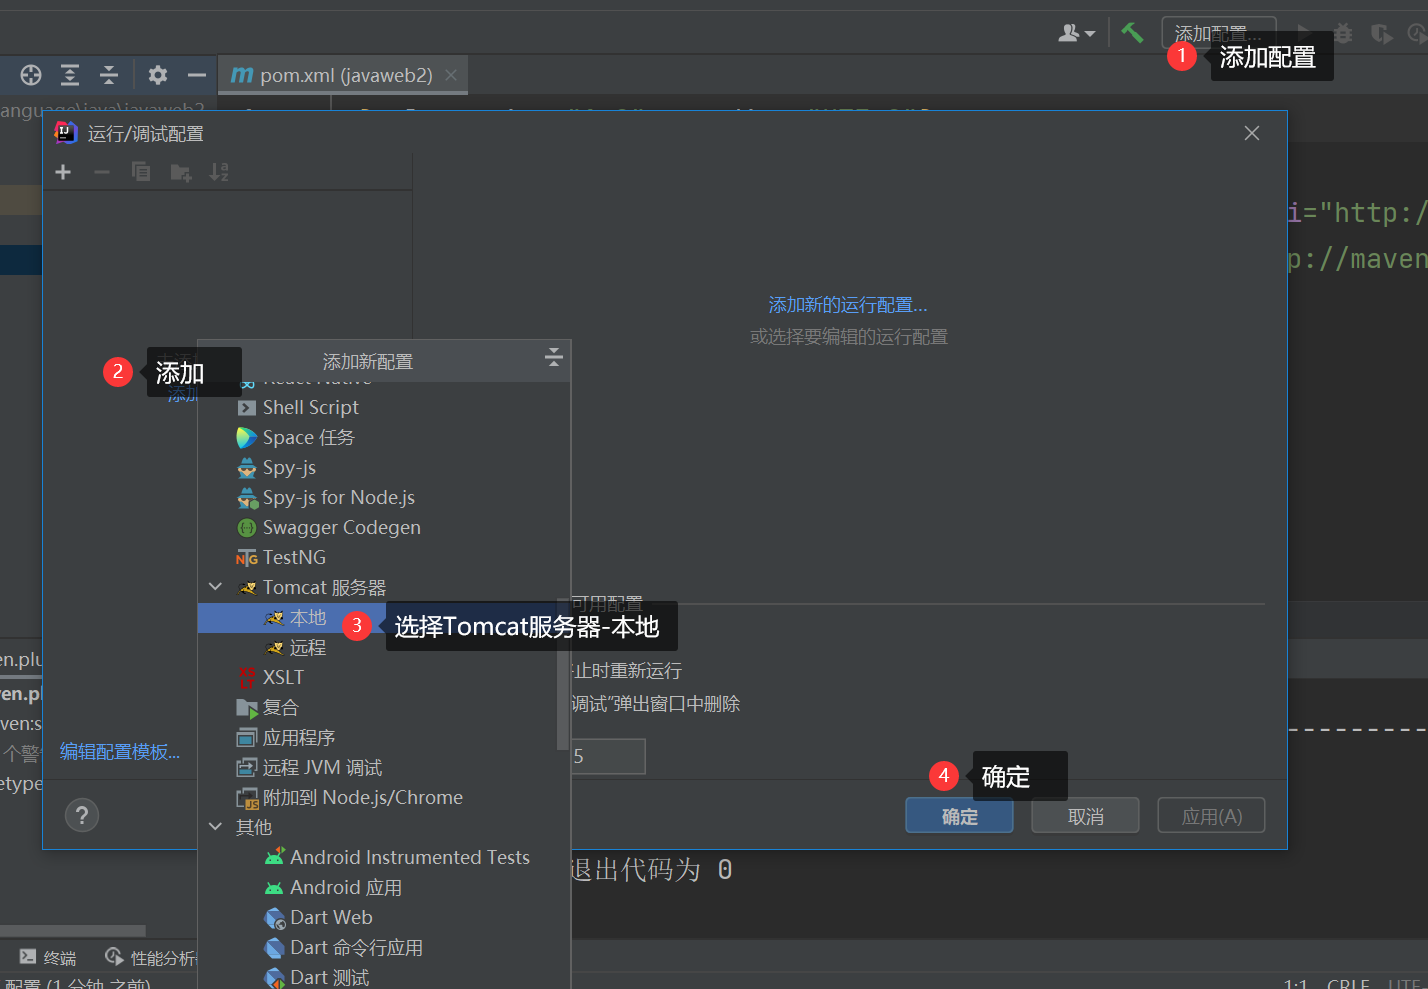 添加配置...
1 添加配置
pom.xml (javaweb2)
anguage\java\javaweb2
运行/调试配置
i="http:/
p://maven
添加新的运行配置...
或选择要编辑的运行配置
添加新配置
2 添加
添加
React Native
Shell Script
Space 任务
Spy-js
Spy-js for Node.js
Swagger Codegen
TestNG
Tomcat 服务器
可用配置
本地
3 选择Tomcat服务器-本地
远程
en.plu
止时重新运行
XSLT
ven.pl
复合
调试"弹出窗口中删除
ven:s
应用程序
编辑配置模板...
个警
5
远程 JVM 调试
4 确定
etype
附加到 Node.js/Chrome
?
确定
取消
应用(A)
其他
Android Instrumented Tests
退出代码为 0
Android 应用
Dart Web
Dart 命令行应用
终端
性能分析
Dart 测试
配置 (1 分钟 之前)
1:1
CRLF
UTF